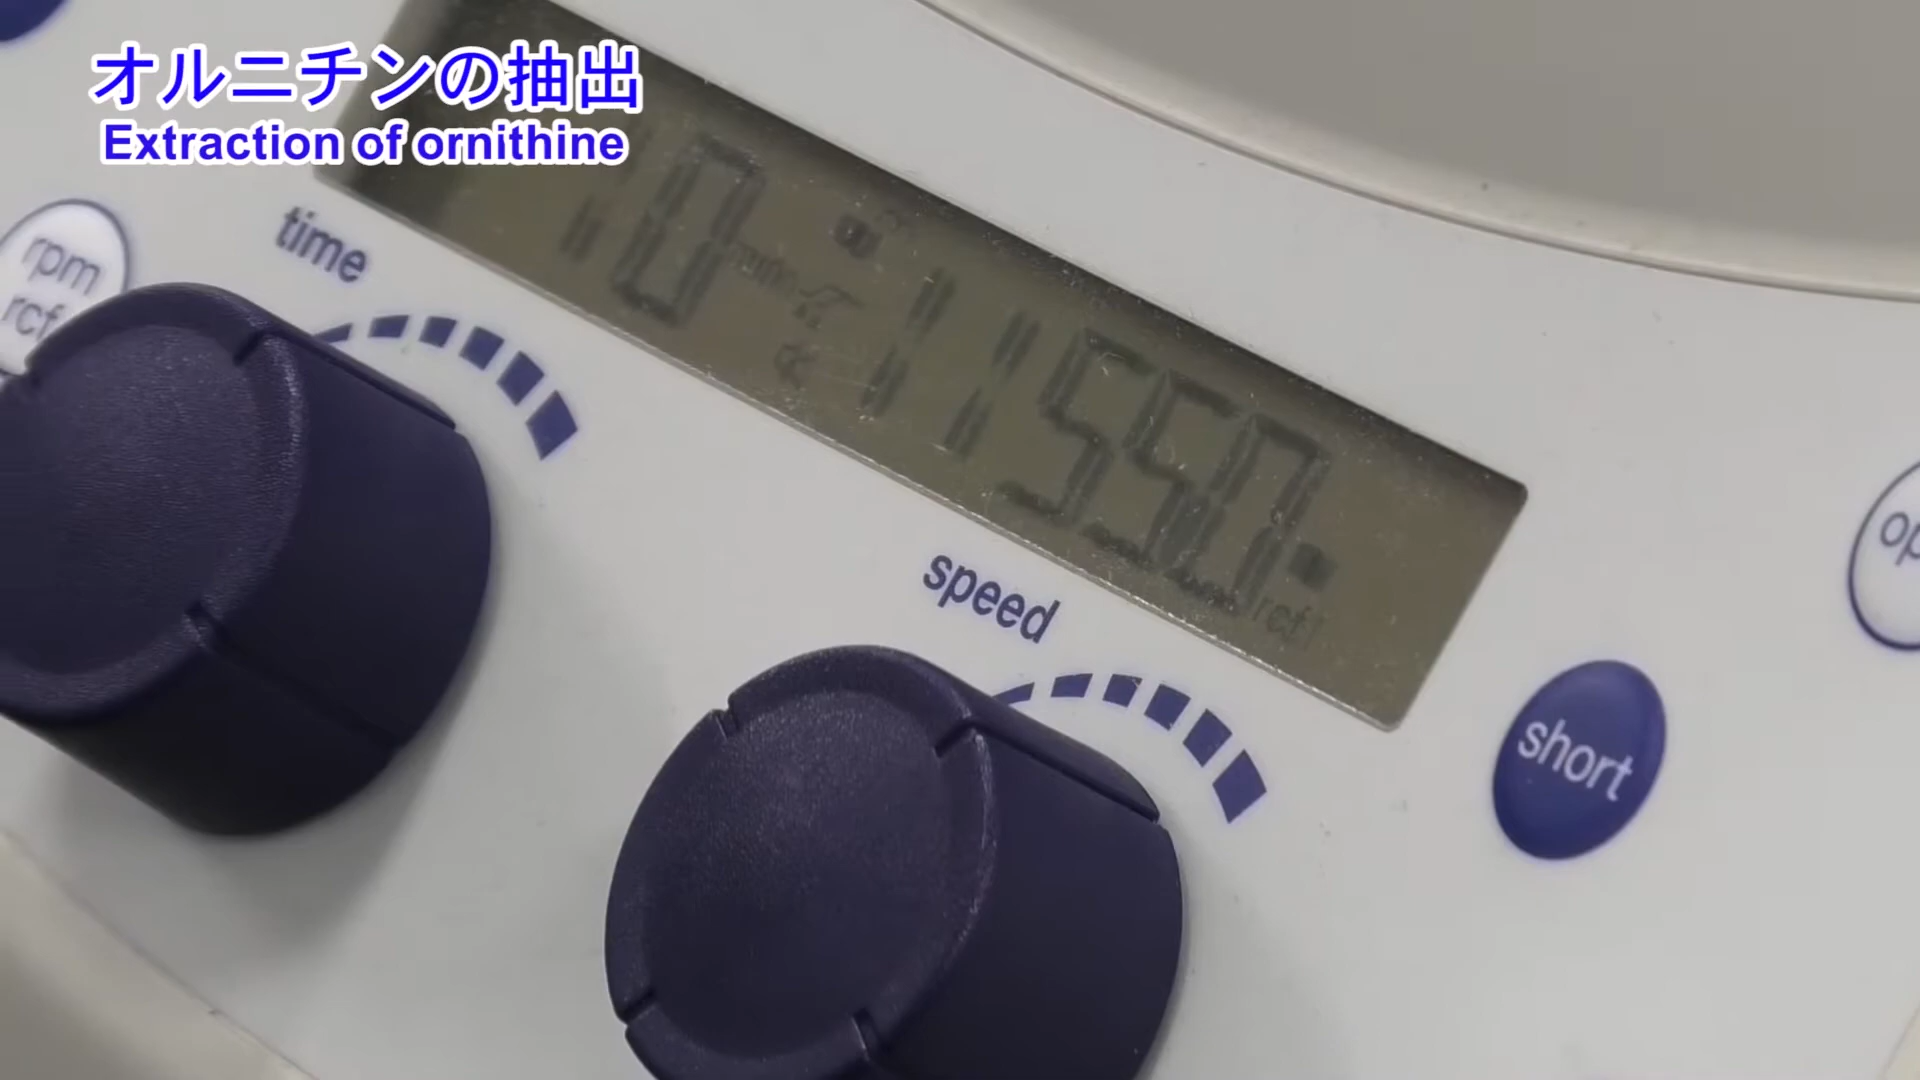 オルニチンの抽出
Extraction of ornithine
rpm
rcf
time
10 min
11550
rcf
speed
short
op